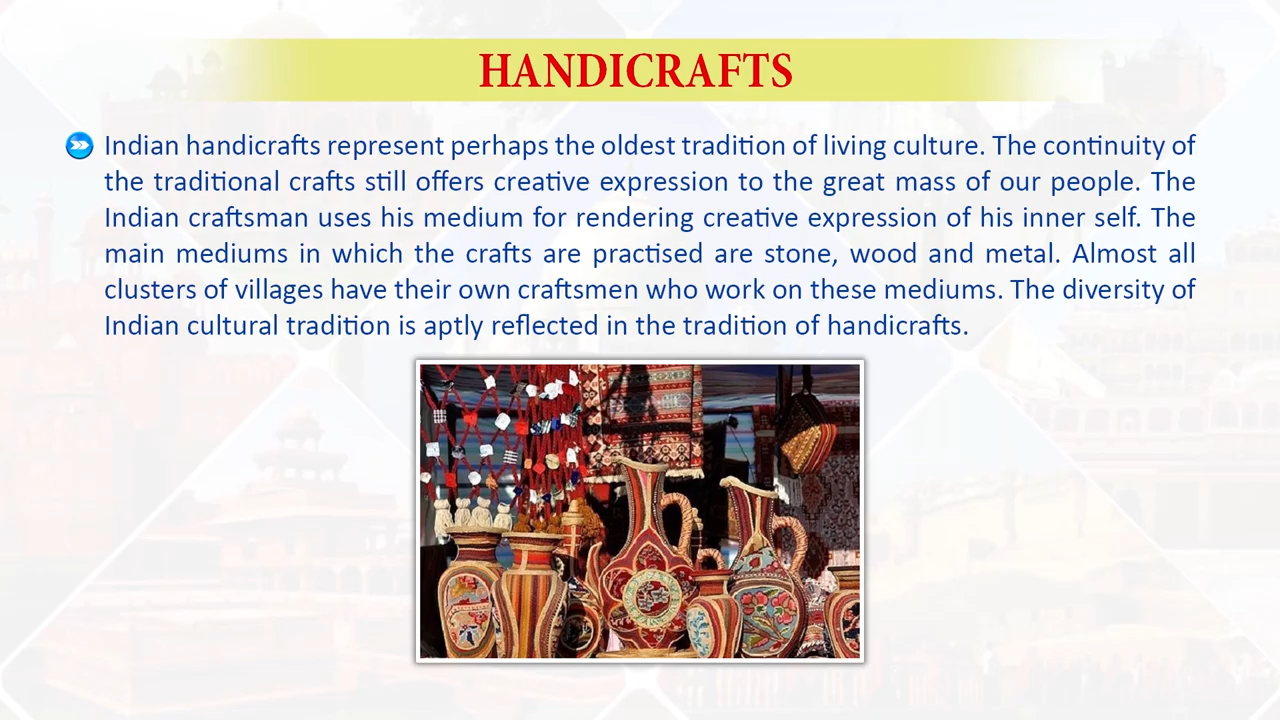 HANDICRAFTS
Indian handicrafts represent perhaps the oldest tradition of living culture. The continuity of
the traditional crafts still offers creative expression to the great mass of our people. The
Indian craftsman uses his medium for rendering creative expression of his inner self. The
main mediums in which the crafts are practised are stone, wood and metal. Almost all
clusters of villages have their own craftsmen who work on these mediums. The diversity of
Indian cultural tradition is aptly reflected in the tradition of handicrafts.